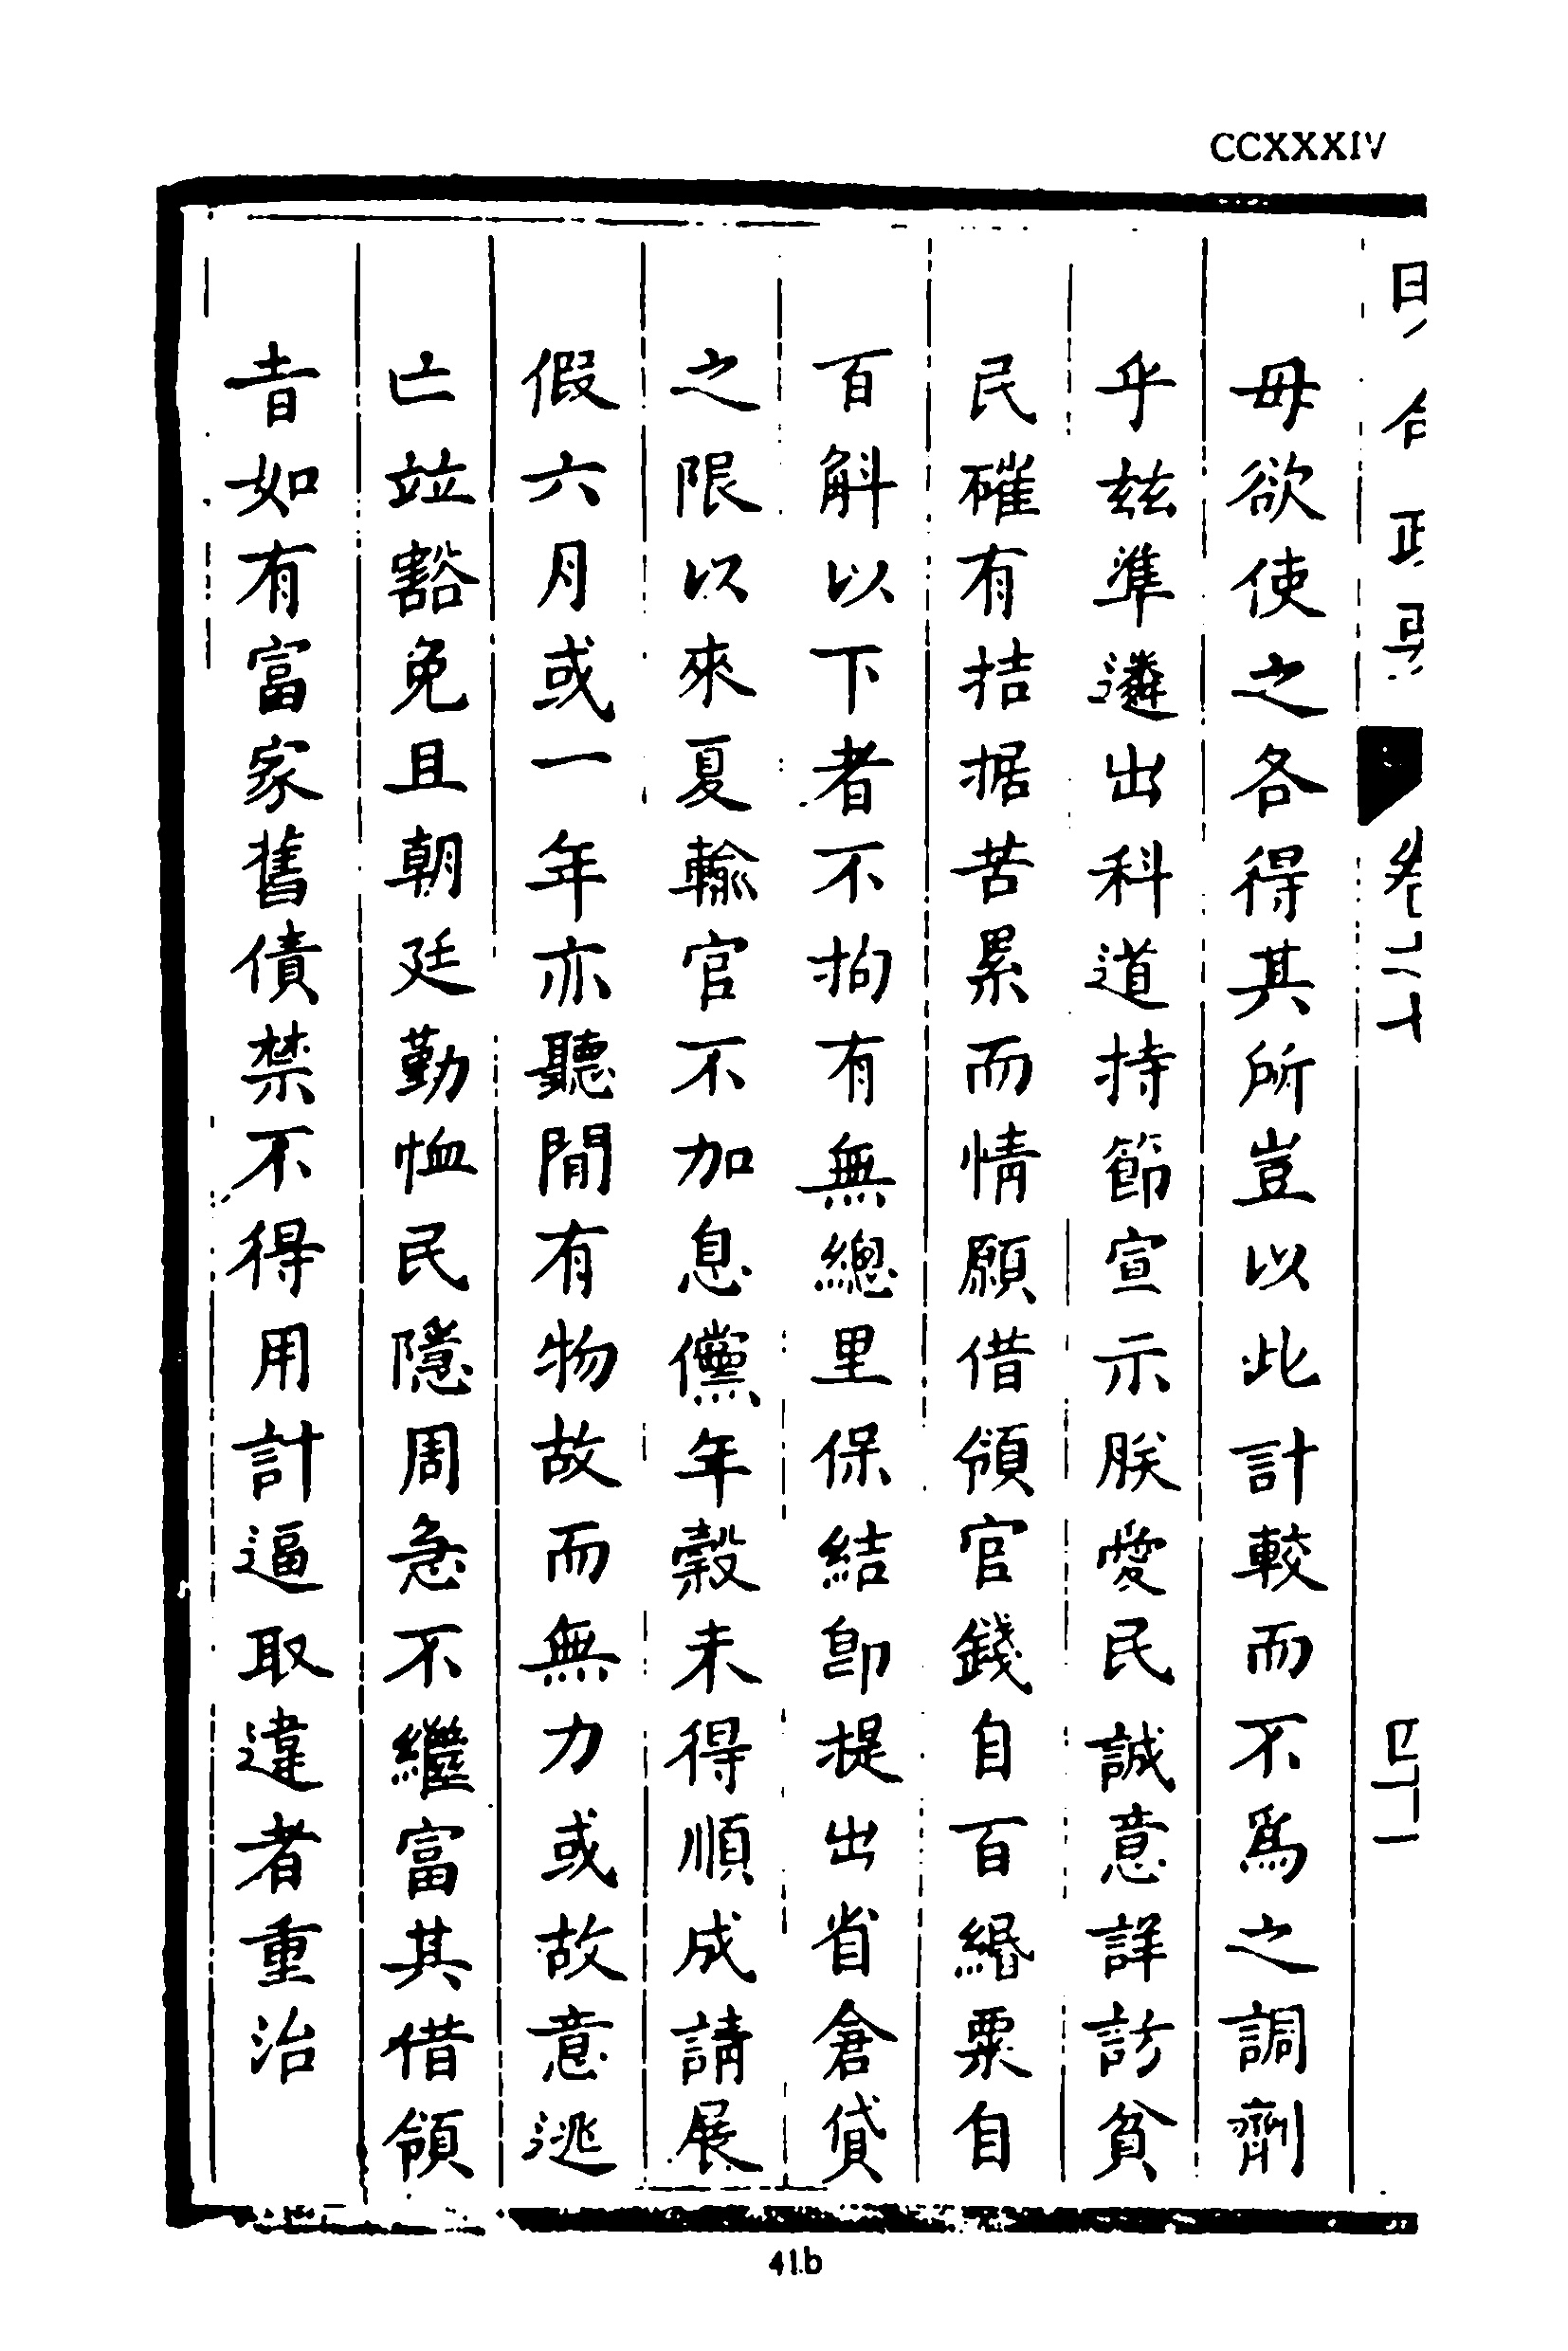 CCXXXIV
毋欲使之各得其所豈以此計較而不爲之調劑
乎兹準遴出科道持節宣示朕愛民誠意詳訪貧
民確有拮据苦累而情願借領官錢自百緡粟自
百斛以下者不拘有無總里保結卽提出省倉貸
之限以來夏輸官不加息儻年榖未得順成請展
假六月或一年亦聽閒有物故而無力或故意逃
亡竝豁免且朝廷勤恤民隱周急不繼富其借領
者如有富家舊債禁不得用計逼取違者重治
41.b